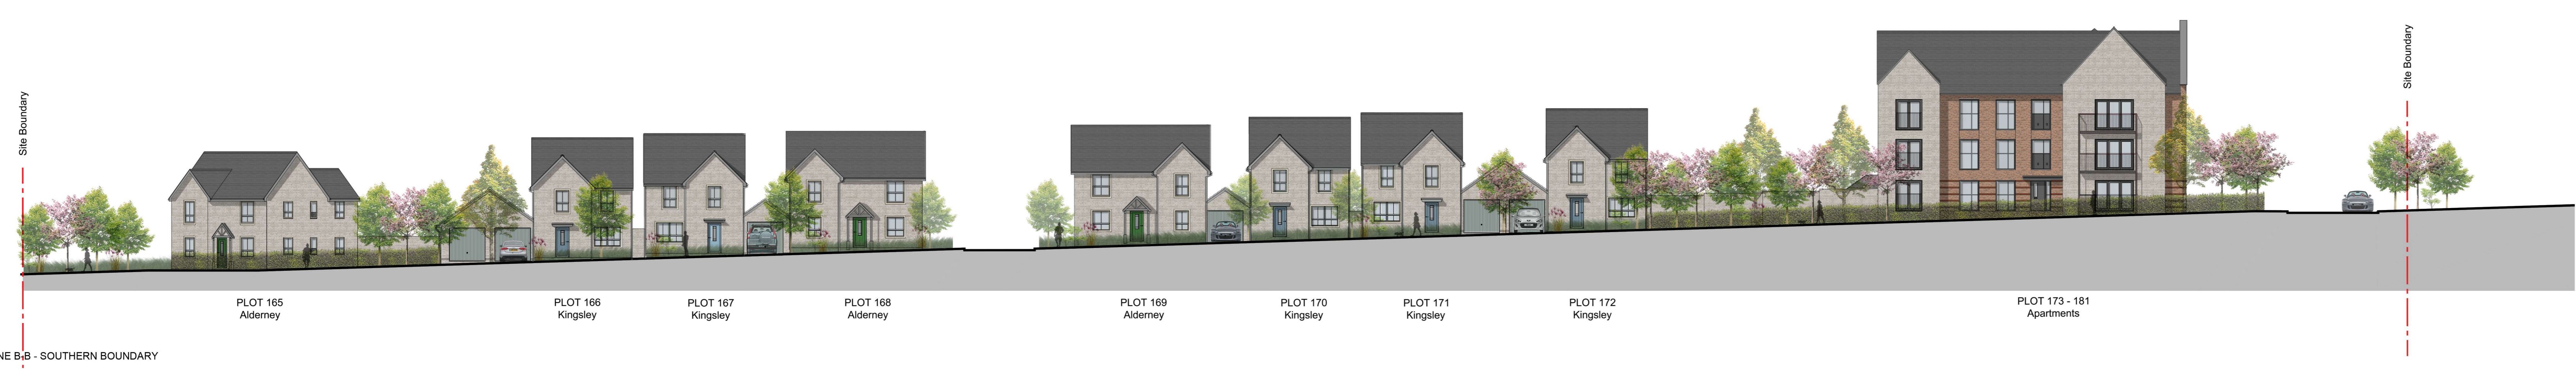 Site Boundary
Site Boundary
PLOT 165
Alderney
PLOT 166
Kingsley
PLOT 167
Kingsley
PLOT 168
Alderney
PLOT 169
Alderney
PLOT 170
Kingsley
PLOT 171
Kingsley
PLOT 172
Kingsley
PLOT 173 - 181
Apartments
NE B-B - SOUTHERN BOUNDARY